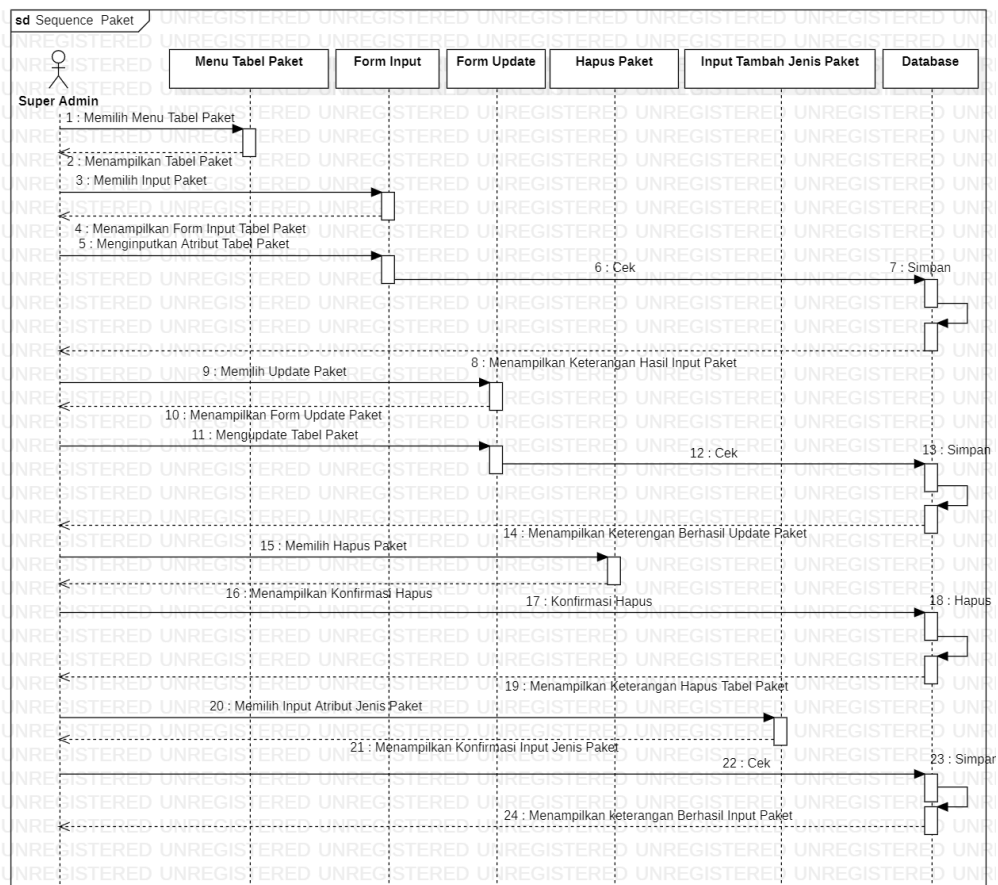 sd Sequence Paket
Super Admin
Menu Tabel Paket
Form Input
Form Update
Hapus Paket
Input Tambah Jenis Paket
Database
1 : Memilih Menu Tabel Paket
2 : Menampilkan Tabel Paket
3 : Memilih Input Paket
4 : Menampilkan Form Input Tabel Paket
5 : Menginputkan Atribut Tabel Paket
6 : Cek
7 : Simpan
8 : Menampilkan Keterangan Hasil Input Paket
9 : Memilih Update Paket
10 : Menampilkan Form Update Paket
11 : Mengupdate Tabel Paket
12 : Cek
13 : Simpan
14 : Menampilkan Keterengan Berhasil Update Paket
15 : Memilih Hapus Paket
16 : Menampilkan Konfirmasi Hapus
17 : Konfirmasi Hapus
18 : Hapus
19 : Menampilkan Keterangan Hapus Tabel Paket
20 : Memilih Input Atribut Jenis Paket
21 : Menampilkan Konfirmasi Input Jenis Paket
22 : Cek
23 : Simpan
24 : Menampilkan keterangan Berhasil Input Paket
UNREGISTERED